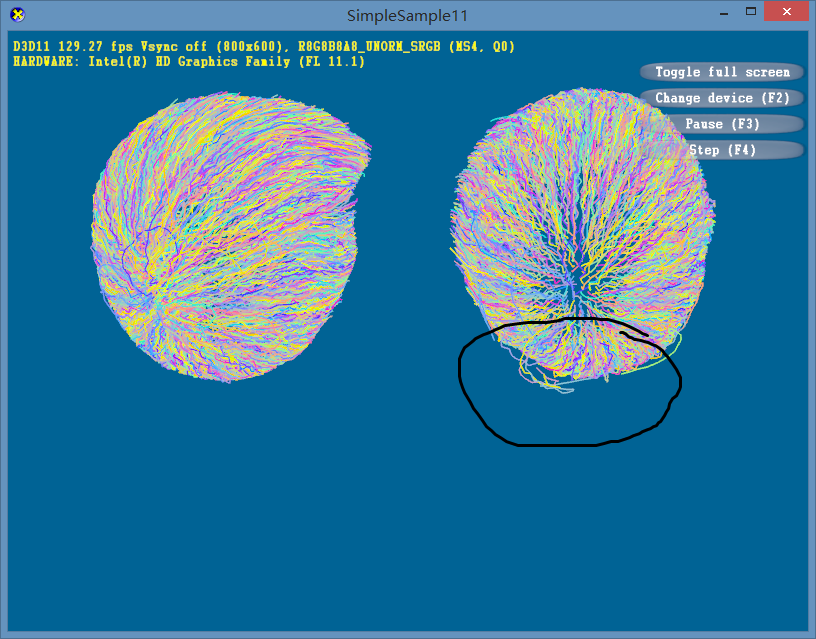 SimpleSample11
D3D11 129.27 fps Vsync off (800x600), R8G8B8A8_UNORM_SRGB (MS4, Q0)
HARDWARE: Intel(R) HD Graphics Family (FL 11.1)
Toggle full screen
Change device (F2)
Pause (F3)
Step (F4)